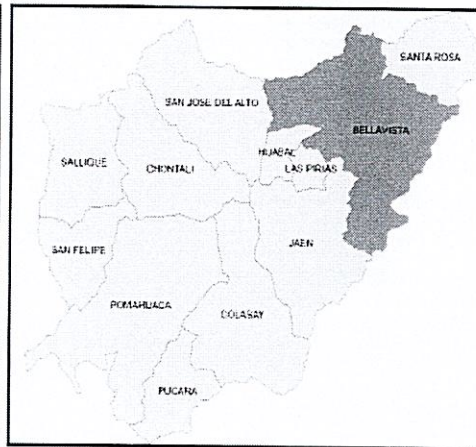 SANTA ROSA
SAN JOSE DEL ALTO
BELLAVISTA
HUABAL
LAS PIRIAS
SALLIQUE
CHONTALI
JAEN
SAN FELIPE
POMAHUACA
COLASAY
PUCARA